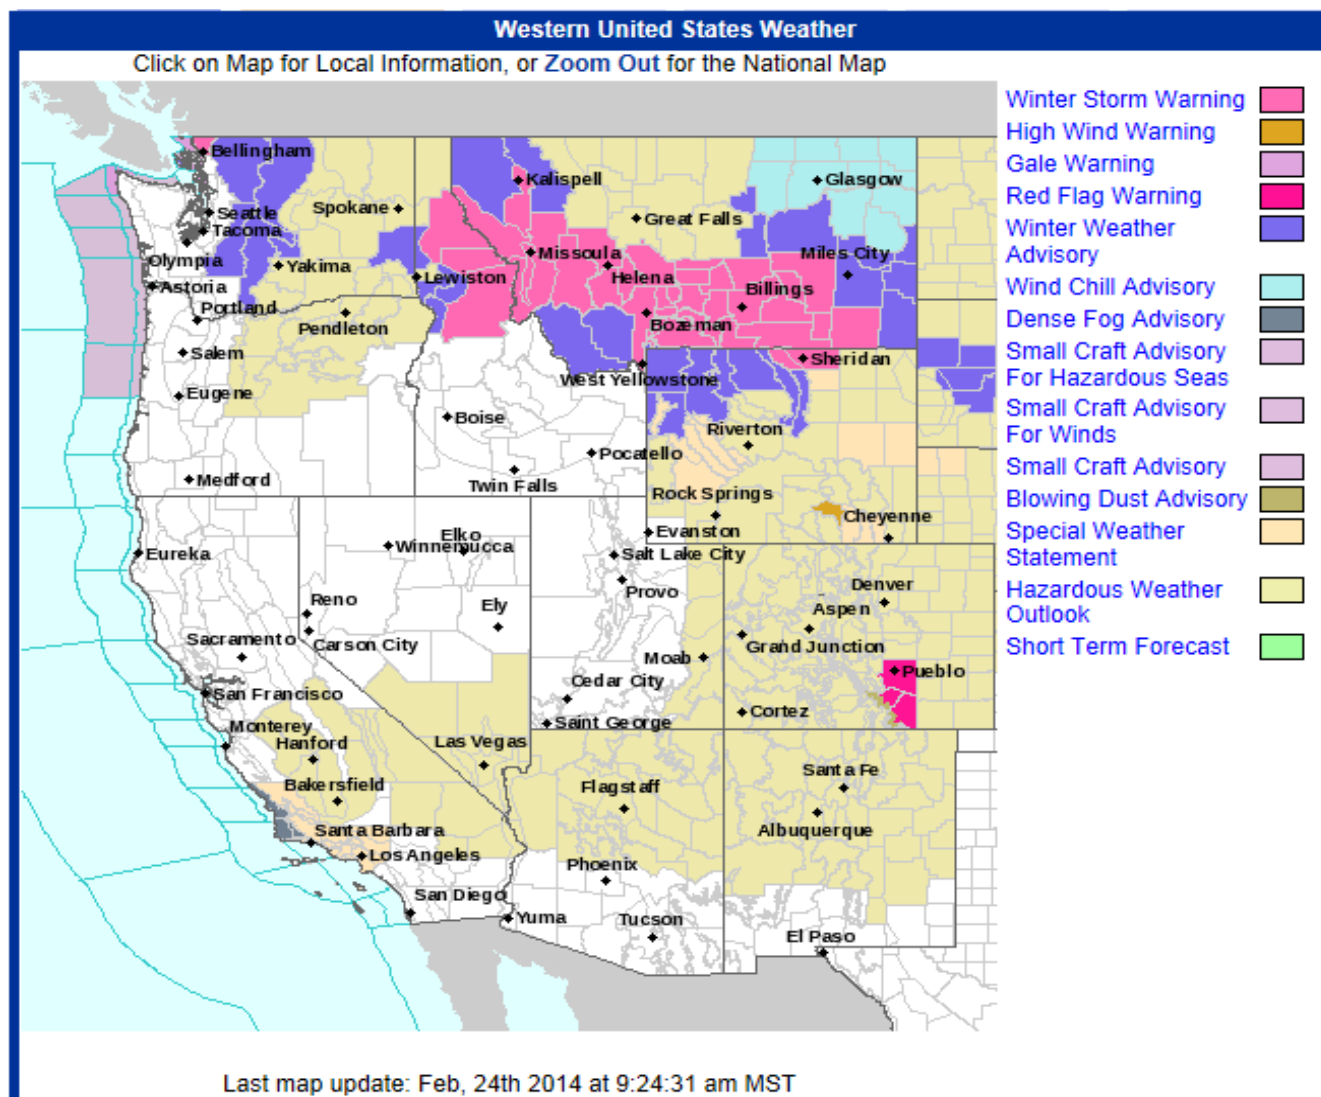 Western United States Weather
Click on Map for Local Information, or Zoom Out for the National Map
Winter Storm Warning
High Wind Warning
Gale Warning
Red Flag Warning
Winter Weather
Advisory
Wind Chill Advisory
Dense Fog Advisory
Small Craft Advisory
For Hazardous Seas
Small Craft Advisory
For Winds
Small Craft Advisory
Blowing Dust Advisory
Special Weather
Statement
Hazardous Weather
Outlook
Short Term Forecast
Bellingham
Kalispell
Glasgow
Spokane
Seattle
Great Falls
Tacoma
Olympia
Yakima
Missoula
Miles City
Astoria
Lewiston
Helena
Billings
Portland
Pendleton
Bozeman
Salem
Sheridan
West Yellowstone
Eugene
Boise
Riverton
Pocatello
Medford
Twin Falls
Rock Springs
Cheyenne
Evanston
Elko
Winnemucca
Eureka
Salt Lake City
Provo
Denver
Reno
Ely
Aspen
Sacramento
Carson City
Grand Junction
Moab
Pueblo
Cedar City
San Francisco
Cortez
Monterey
Saint George
Hanford
Las Vegas
Santa Fe
Bakersfield
Flagstaff
Santa Barbara
Albuquerque
Los Angeles
Phoenix
San Diego
Yuma
Tucson
El Paso
Last map update: Feb, 24th 2014 at 9:24:31 am MST